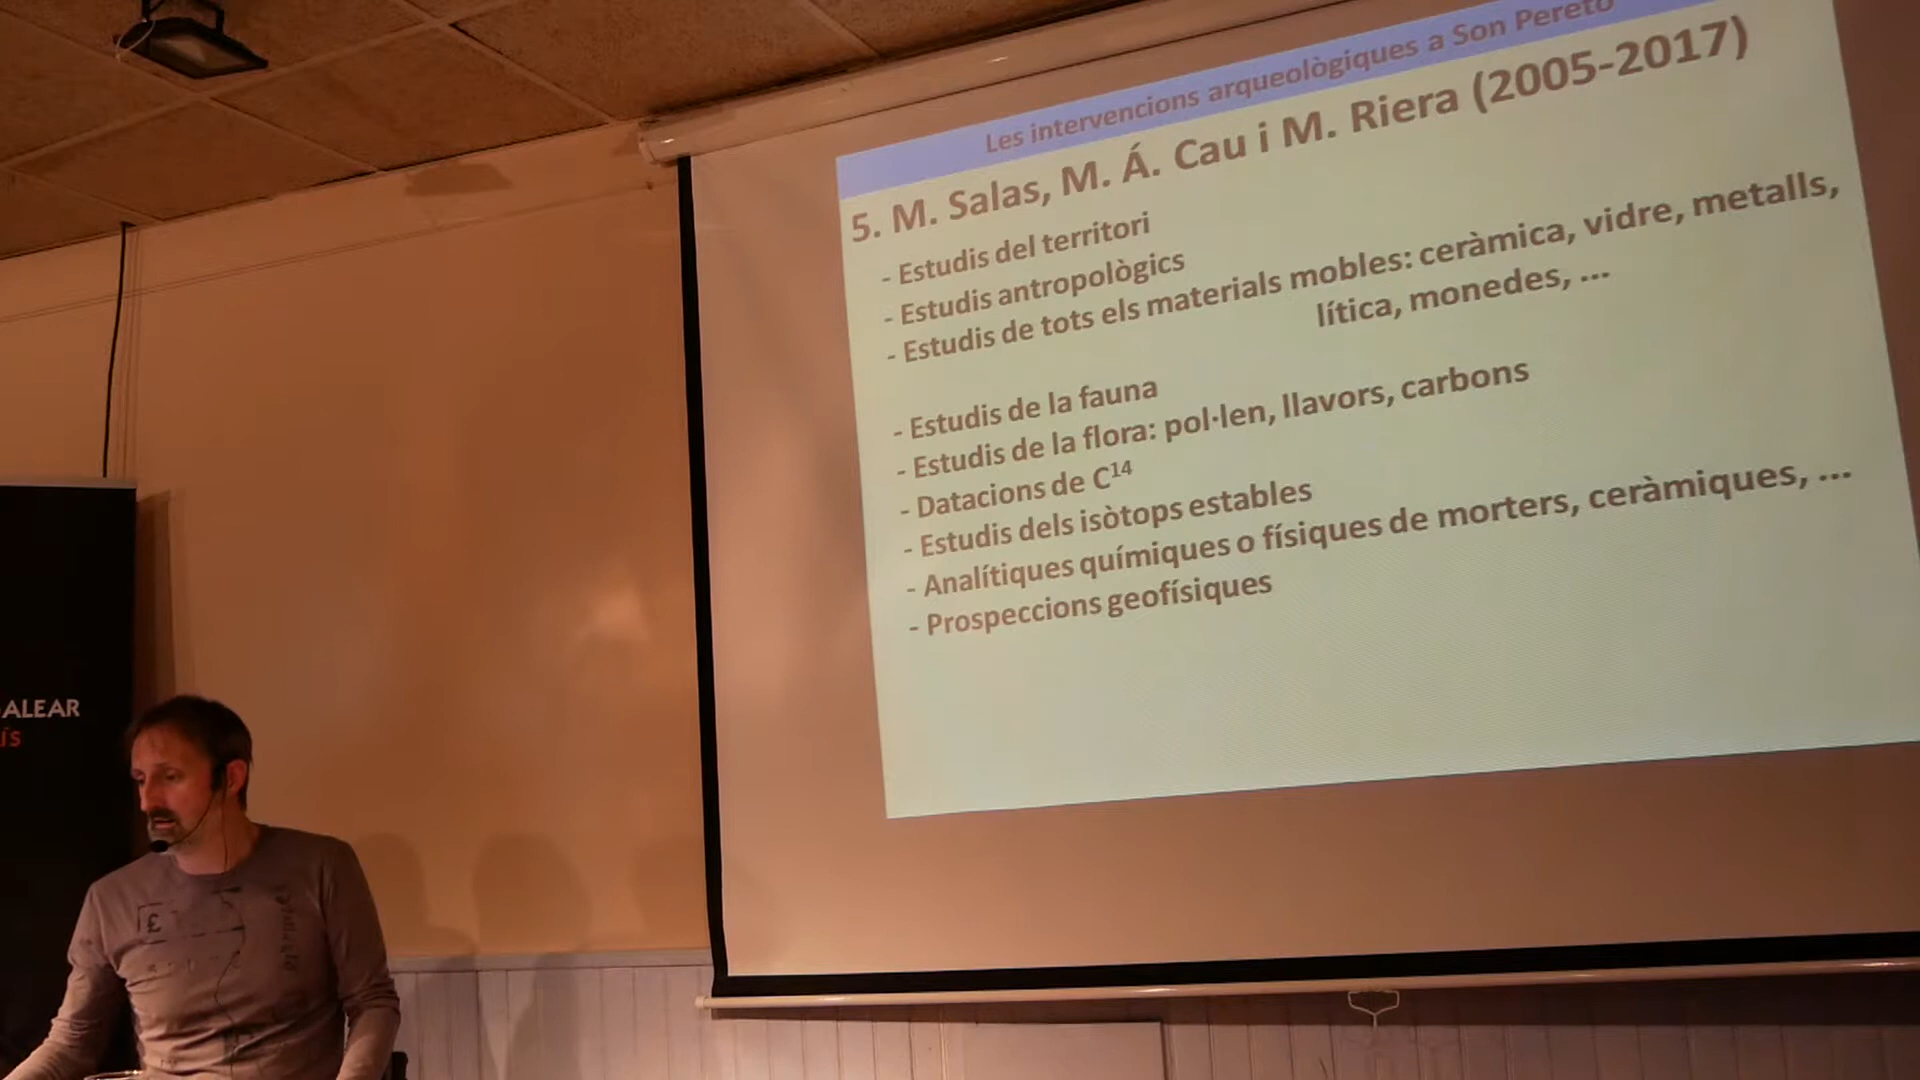 Les intervencions arqueològiques a Son Peretó
5. M. Salas, M. Á. Cau i M. Riera (2005-2017)
- Estudis del territori
- Estudis antropològics
- Estudis de tots els materials mobles: ceràmica, vidre, metalls,
lítica, monedes, ...
- Estudis de la fauna
- Estudis de la flora: pol·len, llavors, carbons
- Datacions de C¹⁴
- Estudis dels isòtops estables
- Analítiques químiques o físiques de morters, ceràmiques, ...
- Prospeccions geofísiques
ALEAR
ÍS
£